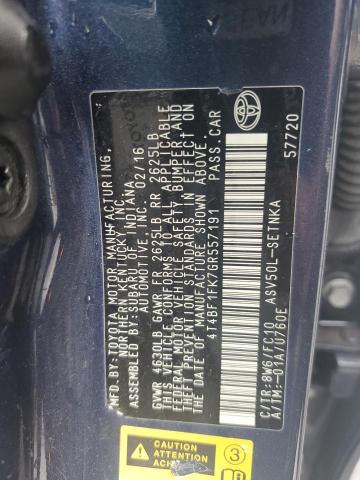 MFD.BY:TOYOTA MOTOR MANUFACTURING,
NORTHERN KENTUCKY, INC.
BY:SUBARU OF INDIANA
AUTOMOTIVE, INC. 02/16
GVWR 4630LB GAWR FR 2625LB RR 2625LB
THIS VEHICLE CONFORMS TO ALL APPLICABLE
FEDERAL MOTOR VEHICLE SAFETY, BUMPER, AND
THEFT PREVENTION STANDARDS IN EFFECT ON
THE DATE OF MANUFACTURE SHOWN ABOVE.
4T4BF1FK7GR557191 PASS.CAR
C/TR:8W6/FC10 ASV50L-SETNKA
A/TM:-01A/U760E
57720
TOYOTA
CAUTION
ATTENTION
ACHTUNG
3